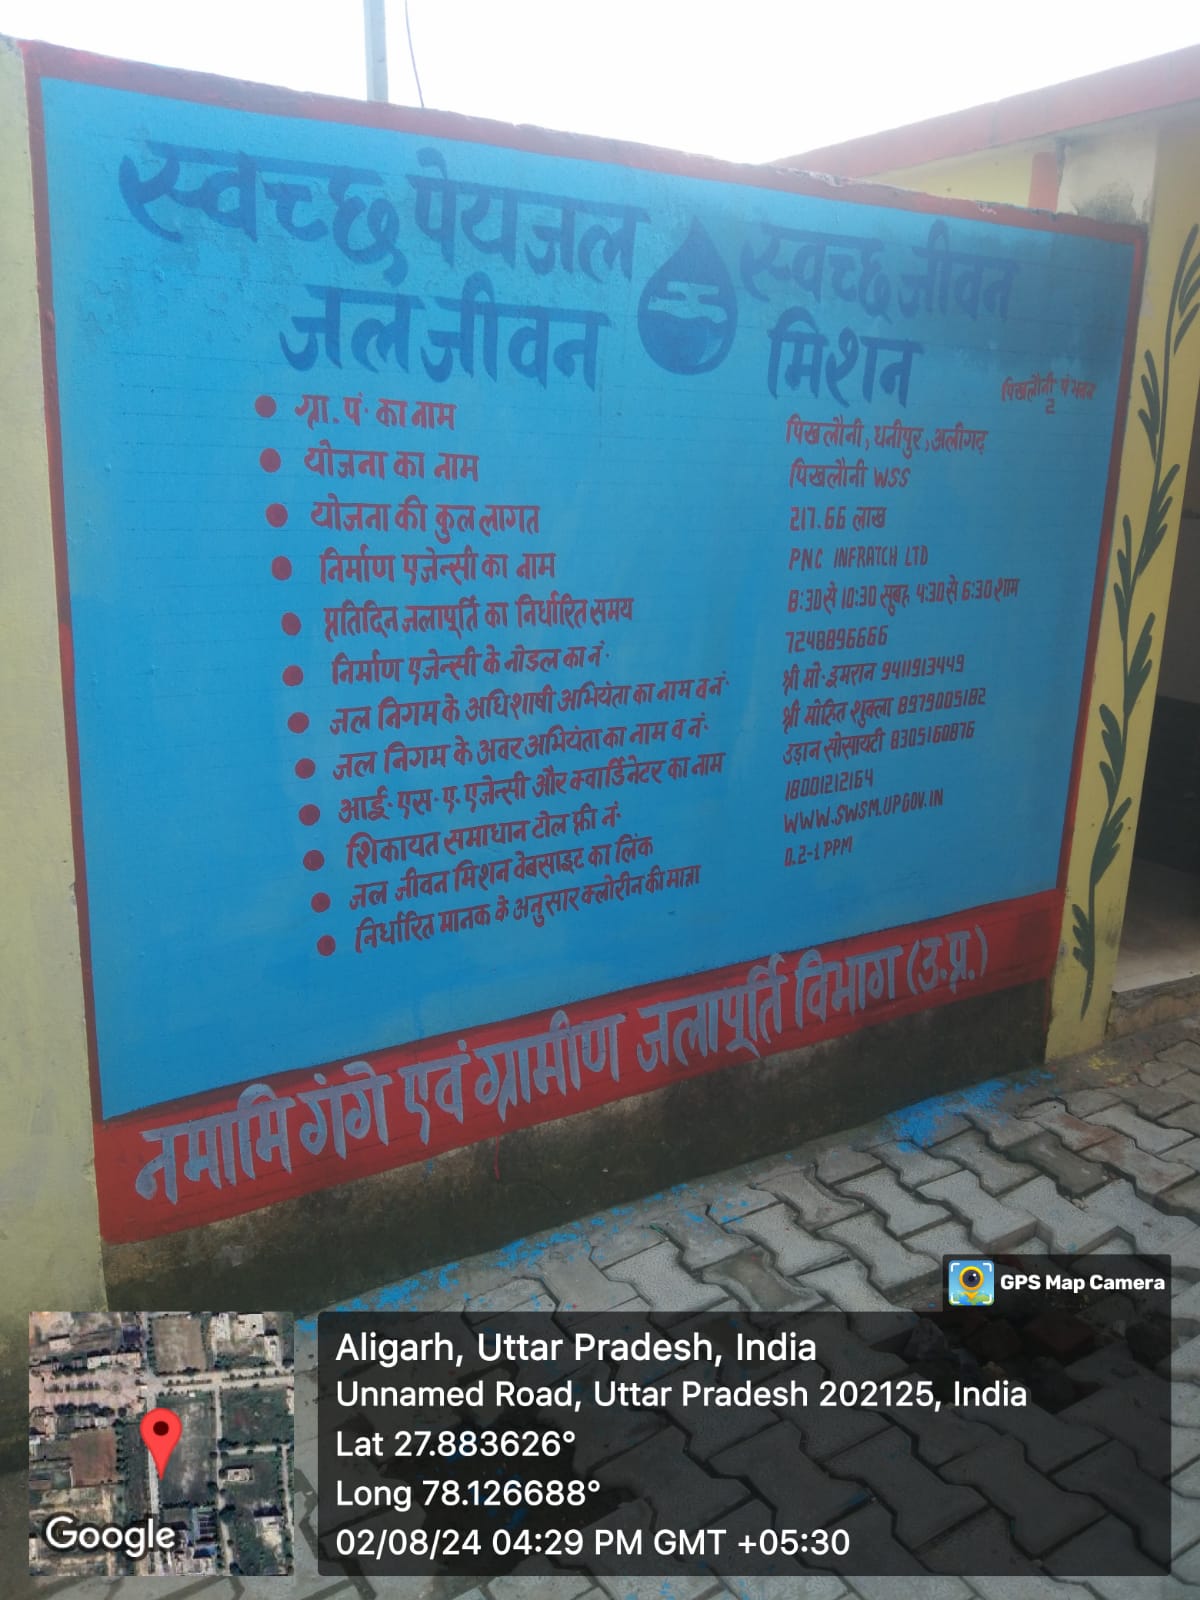 स्वच्छ पेयजल स्वच्छ जीवन
जल जीवन मिशन
पिखलौनी पं भवन
2
ग्रा. पं. का नाम पिखलौनी, धनीपुर, अलीगढ़
योजना का नाम पिखलौनी WSS
योजना की कुल लागत 217.66 लाख
निर्माण एजेन्सी का नाम PNC INFRATCH LTD
प्रतिदिन जलापूर्ति का निर्धारित समय 8:30 से 10:30 सुबह 4:30 से 6:30 शाम
निर्माण एजेन्सी के नोडल का नं. 7248896666
जल निगम के अधिशाषी अभियंता का नाम व नं. श्री मो. इमरान 9411913449
जल निगम के अवर अभियंता का नाम व नं. श्री मोहित शुक्ला 8979005182
आई. एस. ए. एजेन्सी और क्वार्डिनेटर का नाम उड़ान सोसायटी 8305160876
शिकायत समाधान टोल फ्री नं. 18001212164
जल जीवन मिशन वेबसाइट का लिंक WWW.SWSM.UPGOV.IN
निर्धारित मानक के अनुसार क्लोरीन की मात्रा 0.2-1 PPM
नमामि गंगे एवं ग्रामीण जलापूर्ति विभाग (उ.प्र.)
GPS Map Camera
Aligarh, Uttar Pradesh, India
Unnamed Road, Uttar Pradesh 202125, India
Lat 27.883626°
Long 78.126688°
02/08/24 04:29 PM GMT +05:30
Google